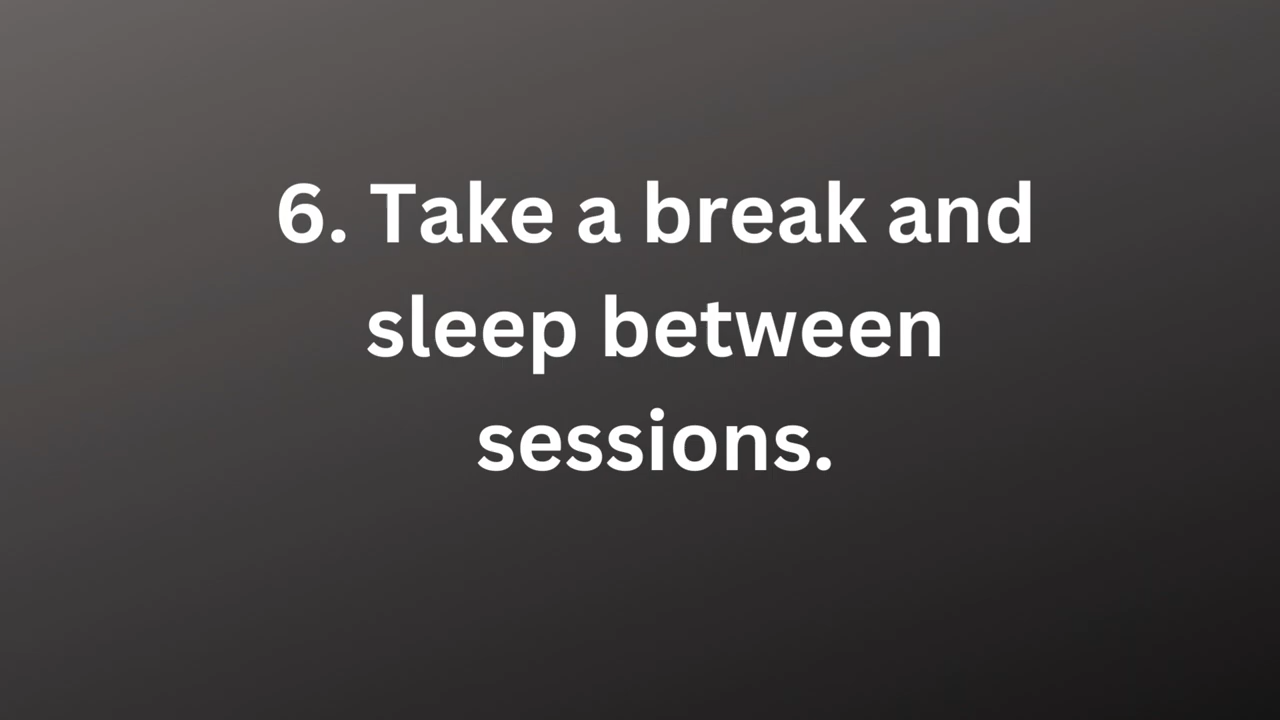 6. Take a break and
sleep between
sessions.